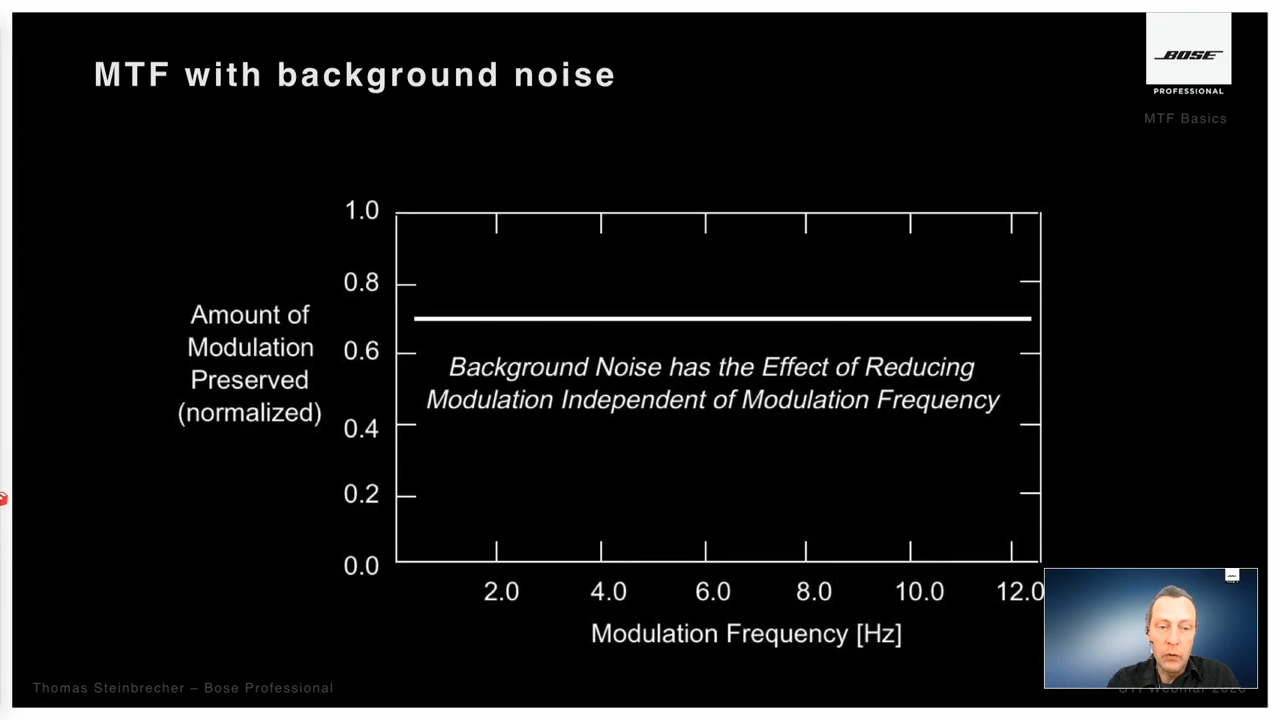 MTF with background noise
BOSE
PROFESSIONAL
MTF Basics
1.0
0.8
0.6
0.4
0.2
0.0
Amount of
Modulation
Preserved
(normalized)
Background Noise has the Effect of Reducing
Modulation Independent of Modulation Frequency
2.0 4.0 6.0 8.0 10.0 12.0
Modulation Frequency [Hz]
Thomas Steinbrecher – Bose Professional